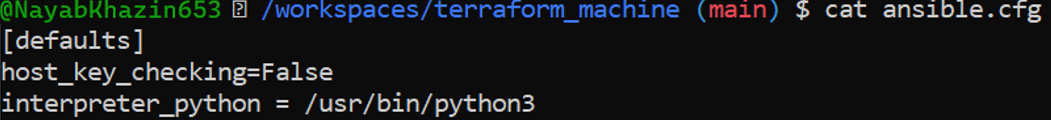 @NayabKhazin653 /workspaces/terraform_machine (main) $ cat ansible.cfg
[defaults]
host_key_checking=False
interpreter_python = /usr/bin/python3